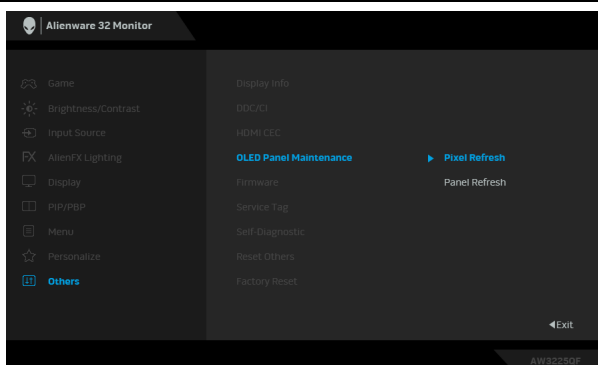 Alienware 32 Monitor
Game
Brightness/Contrast
Input Source
AlienFX Lighting
Display
PIP/PBP
Menu
Personalize
Others
Display Info
DDC/CI
HDMI CEC
OLED Panel Maintenance
Firmware
Service Tag
Self-Diagnostic
Reset Others
Factory Reset
Pixel Refresh
Panel Refresh
Exit
AW3225QF